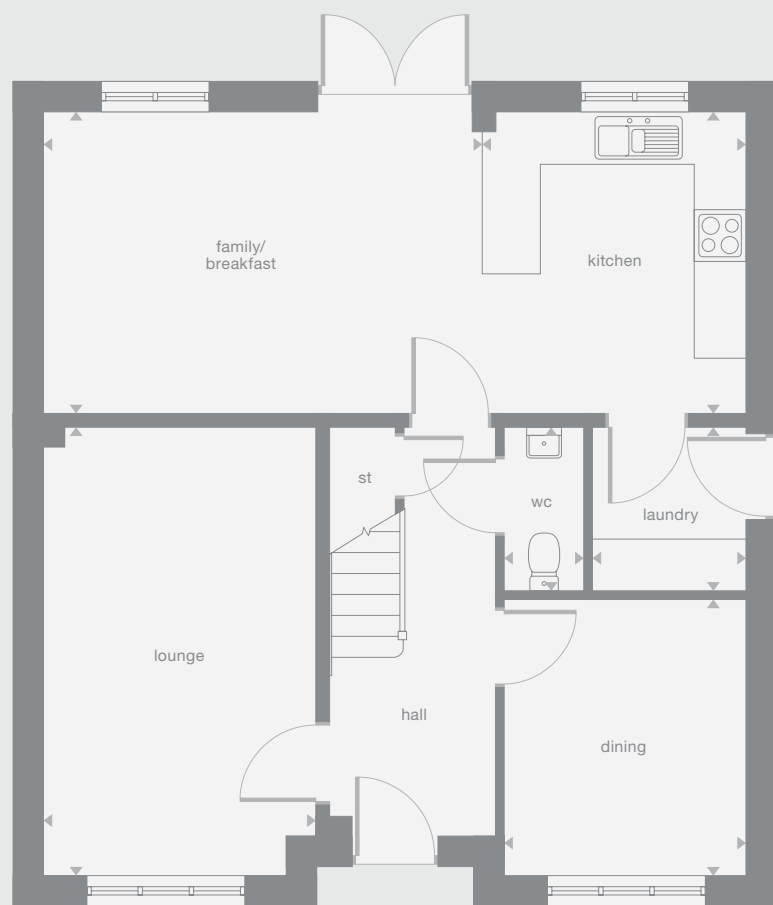 family/
breakfast
kitchen
st
wc
laundry
lounge
hall
dining